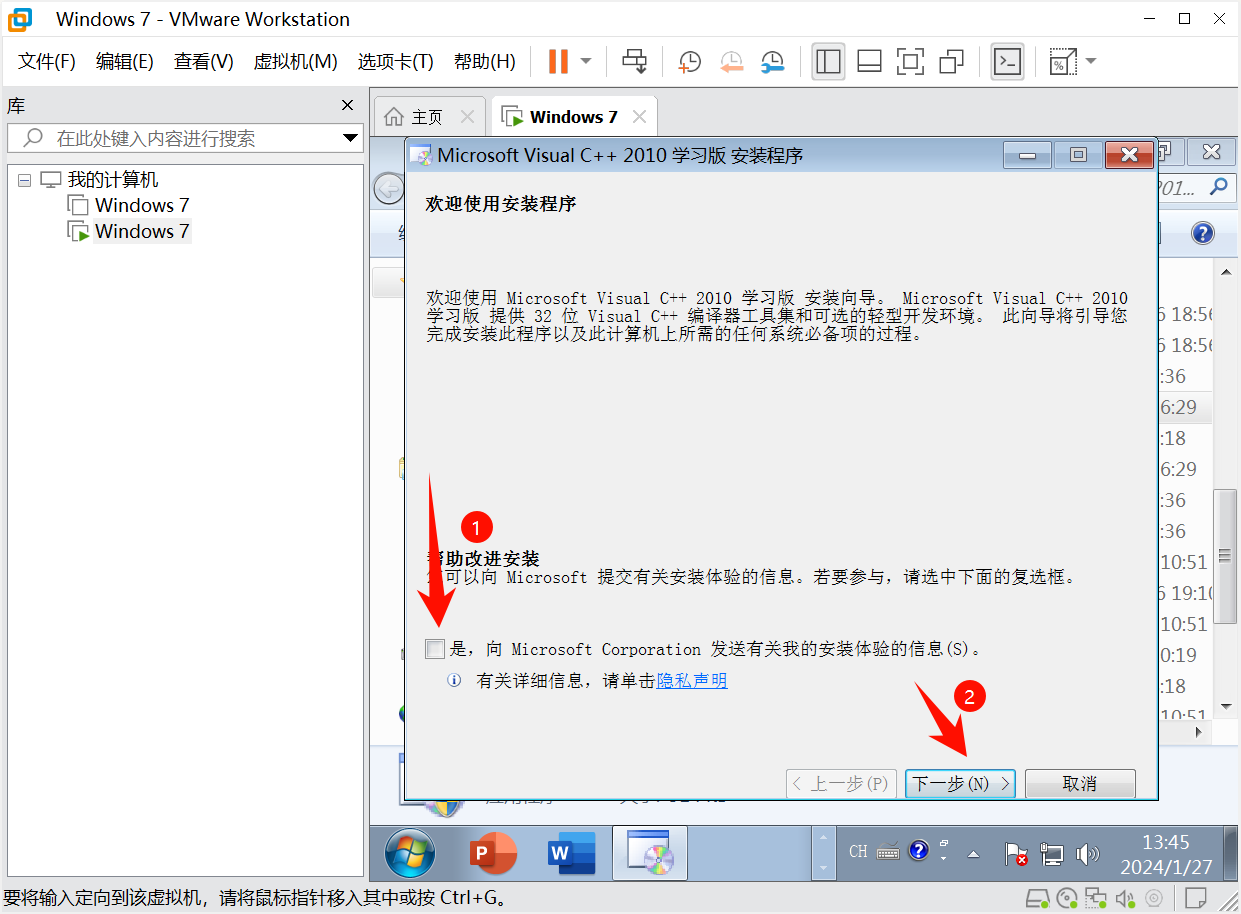 Windows 7 - VMware Workstation
文件(F) 编辑(E) 查看(V) 虚拟机(M) 选项卡(T) 帮助(H)
库
在此处键入内容进行搜索
我的计算机
Windows 7
Windows 7
主页
Windows 7
Microsoft Visual C++ 2010 学习版 安装程序
欢迎使用安装程序
欢迎使用 Microsoft Visual C++ 2010 学习版 安装向导。 Microsoft Visual C++ 2010
学习版 提供 32 位 Visual C++ 编译器工具集和可选的轻型开发环境。 此向导将引导您
完成安装此程序以及此计算机上所需的任何系统必备项的过程。
1
帮助改进安装
您可以向 Microsoft 提交有关安装体验的信息。若要参与，请选中下面的复选框。
是，向 Microsoft Corporation 发送有关我的安装体验的信息(S)。
有关详细信息，请单击隐私声明
2
上一步(P)
下一步(N)
取消
201...
6 18:56
6 18:56
:36
6:29
:18
6:29
:36
:36
10:51
6 19:10
10:51
0:19
:18
10:51
P
W
CH
13:45
2024/1/27
要将输入定向到该虚拟机，请将鼠标指针移入其中或按 Ctrl+G。